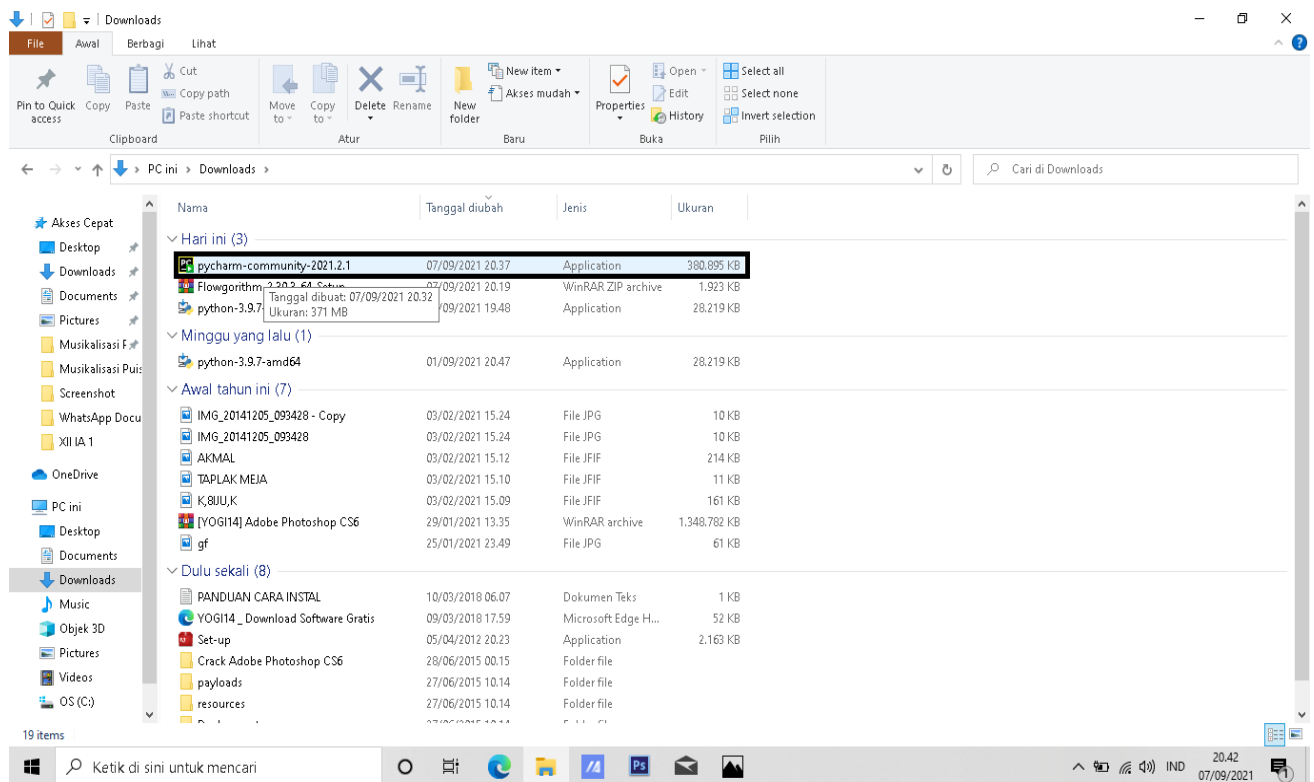 Downloads
File Awal Berbagi Lihat
Pin to Quick access
Copy
Paste
Cut
Copy path
Paste shortcut
Clipboard
Move to
Copy to
Delete
Rename
Atur
New folder
New item
Akses mudah
Baru
Properties
Open
Edit
History
Buka
Select all
Select none
Invert selection
Pilih
PC ini > Downloads >
Cari di Downloads
Akses Cepat
Desktop
Downloads
Documents
Pictures
Musikalisasi F
Musikalisasi Puis
Screenshot
WhatsApp Docu
XII IA 1
OneDrive
PC ini
Desktop
Documents
Downloads
Music
Objek 3D
Pictures
Videos
OS (C:)
Nama Tanggal diubah Jenis Ukuran
Hari ini (3)
pycharm-community-2021.2.1 07/09/2021 20.37 Application 380.895 KB
Flowgorithm-2.30.3-64-Setup 07/09/2021 20.19 WinRAR ZIP archive 1.923 KB
python-3.9.7- /09/2021 19.48 Application 28.219 KB
Tanggal dibuat: 07/09/2021 20.32
Ukuran: 371 MB
Minggu yang lalu (1)
python-3.9.7-amd64 01/09/2021 20.47 Application 28.219 KB
Awal tahun ini (7)
IMG_20141205_093428 - Copy 03/02/2021 15.24 File JPG 10 KB
IMG_20141205_093428 03/02/2021 15.24 File JPG 10 KB
AKMAL 03/02/2021 15.12 File JFIF 214 KB
TAPLAK MEJA 03/02/2021 15.10 File JFIF 11 KB
K,8IJU,K 03/02/2021 15.09 File JFIF 161 KB
[YOGI14] Adobe Photoshop CS6 29/01/2021 13.35 WinRAR archive 1.348.782 KB
gf 25/01/2021 23.49 File JPG 61 KB
Dulu sekali (8)
PANDUAN CARA INSTAL 10/03/2018 06.07 Dokumen Teks 1 KB
YOGI14 _ Download Software Gratis 09/03/2018 17.59 Microsoft Edge H... 52 KB
Set-up 05/04/2012 20.23 Application 2.163 KB
Crack Adobe Photoshop CS6 28/06/2015 00.15 Folder file
payloads 27/06/2015 10.14 Folder file
resources 27/06/2015 10.14 Folder file
19 items
Ketik di sini untuk mencari
Ps
IND
20.42
07/09/2021
1